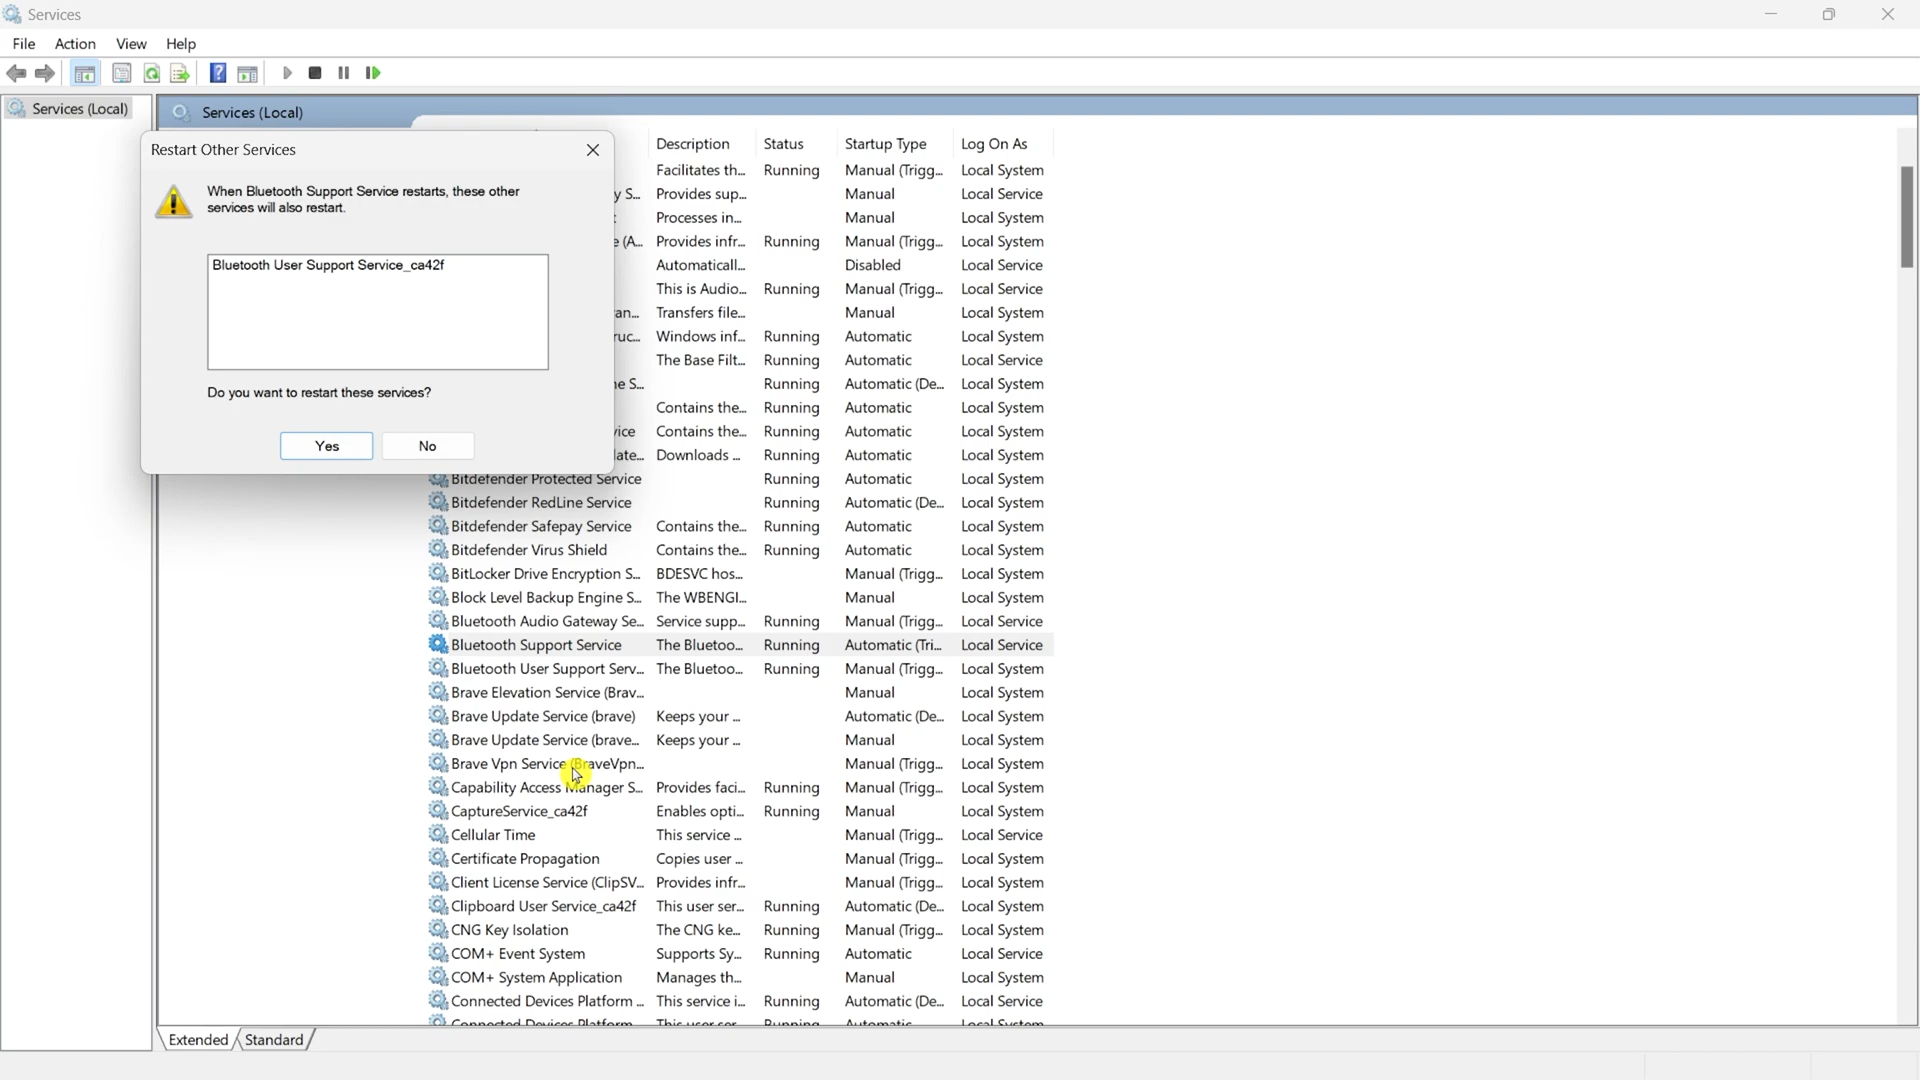 Services
File Action View Help
Services (Local)
Services (Local)
Restart Other Services
When Bluetooth Support Service restarts, these other
services will also restart.
Bluetooth User Support Service_ca42f
Do you want to restart these services?
Yes No
Description Status Startup Type Log On As
Facilitates th... Running Manual (Trigg... Local System
y S... Provides sup... Manual Local Service
Processes in... Manual Local System
e (A... Provides infr... Running Manual (Trigg... Local System
Automaticall... Disabled Local Service
This is Audio... Running Manual (Trigg... Local Service
an... Transfers file... Manual Local System
ruc... Windows inf... Running Automatic Local System
The Base Filt... Running Automatic Local Service
ne S... Running Automatic (De... Local System
Contains the... Running Automatic Local System
vice Contains the... Running Automatic Local System
late... Downloads ... Running Automatic Local System
Bitdefender Protected Service Running Automatic Local System
Bitdefender RedLine Service Running Automatic (De... Local System
Bitdefender Safepay Service Contains the... Running Automatic Local System
Bitdefender Virus Shield Contains the... Running Automatic Local System
BitLocker Drive Encryption S... BDESVC hos... Manual (Trigg... Local System
Block Level Backup Engine S... The WBENGI... Manual Local System
Bluetooth Audio Gateway Se... Service supp... Running Manual (Trigg... Local Service
Bluetooth Support Service The Bluetoo... Running Automatic (Tri... Local Service
Bluetooth User Support Serv... The Bluetoo... Running Manual (Trigg... Local System
Brave Elevation Service (Brav... Manual Local System
Brave Update Service (brave) Keeps your ... Automatic (De... Local System
Brave Update Service (brave... Keeps your ... Manual Local System
Brave Vpn Service (BraveVpn... Manual (Trigg... Local System
Capability Access Manager S... Provides faci... Running Manual (Trigg... Local System
CaptureService_ca42f Enables opti... Running Manual Local System
Cellular Time This service ... Manual (Trigg... Local Service
Certificate Propagation Copies user ... Manual (Trigg... Local System
Client License Service (ClipSV... Provides infr... Manual (Trigg... Local System
Clipboard User Service_ca42f This user ser... Running Automatic (De... Local System
CNG Key Isolation The CNG ke... Running Manual (Trigg... Local System
COM+ Event System Supports Sy... Running Automatic Local Service
COM+ System Application Manages th... Manual Local System
Connected Devices Platform ... This service i... Running Automatic (De... Local Service
Connected Devices Platform... This user ser... Running Automatic Local System
Extended Standard